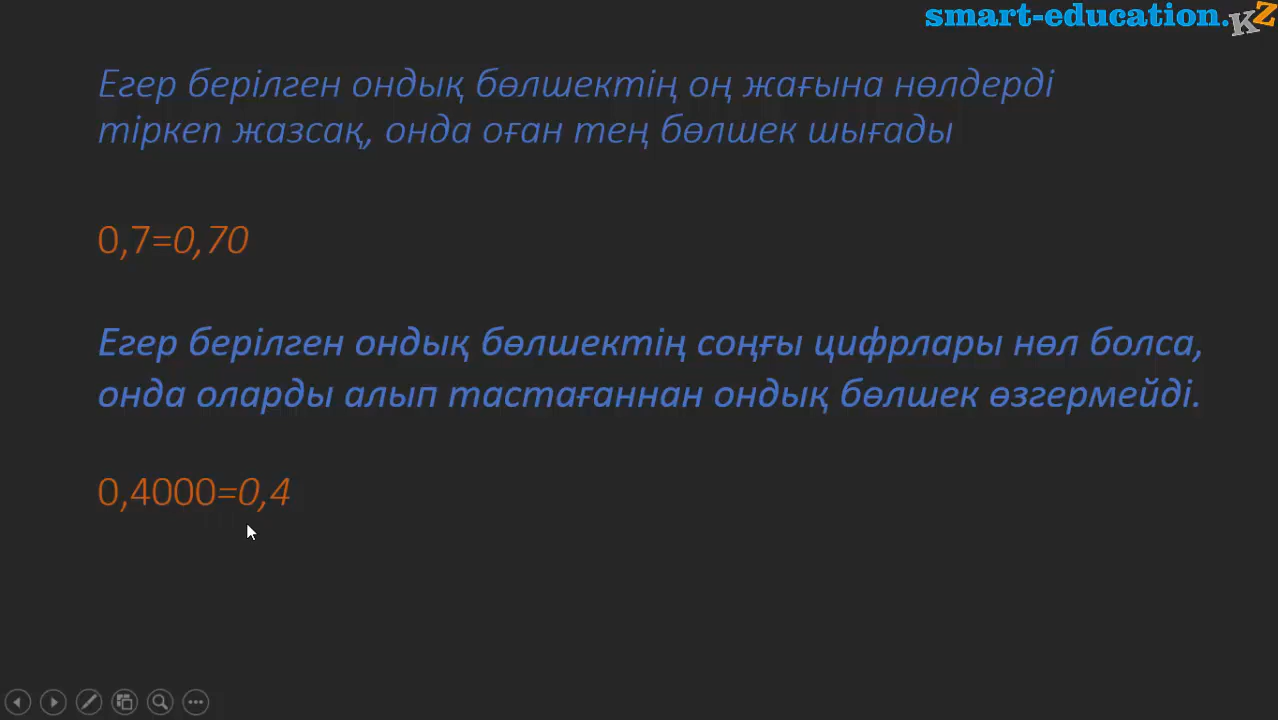 smart-education.KZ
Егер берілген ондық бөлшектің оң жағына нөлдерді
тіркеп жазсақ, онда оған тең бөлшек шығады
0,7=0,70
Егер берілген ондық бөлшектің соңғы цифрлары нөл болса,
онда оларды алып тастағаннан ондық бөлшек өзгермейді.
0,4000=0,4